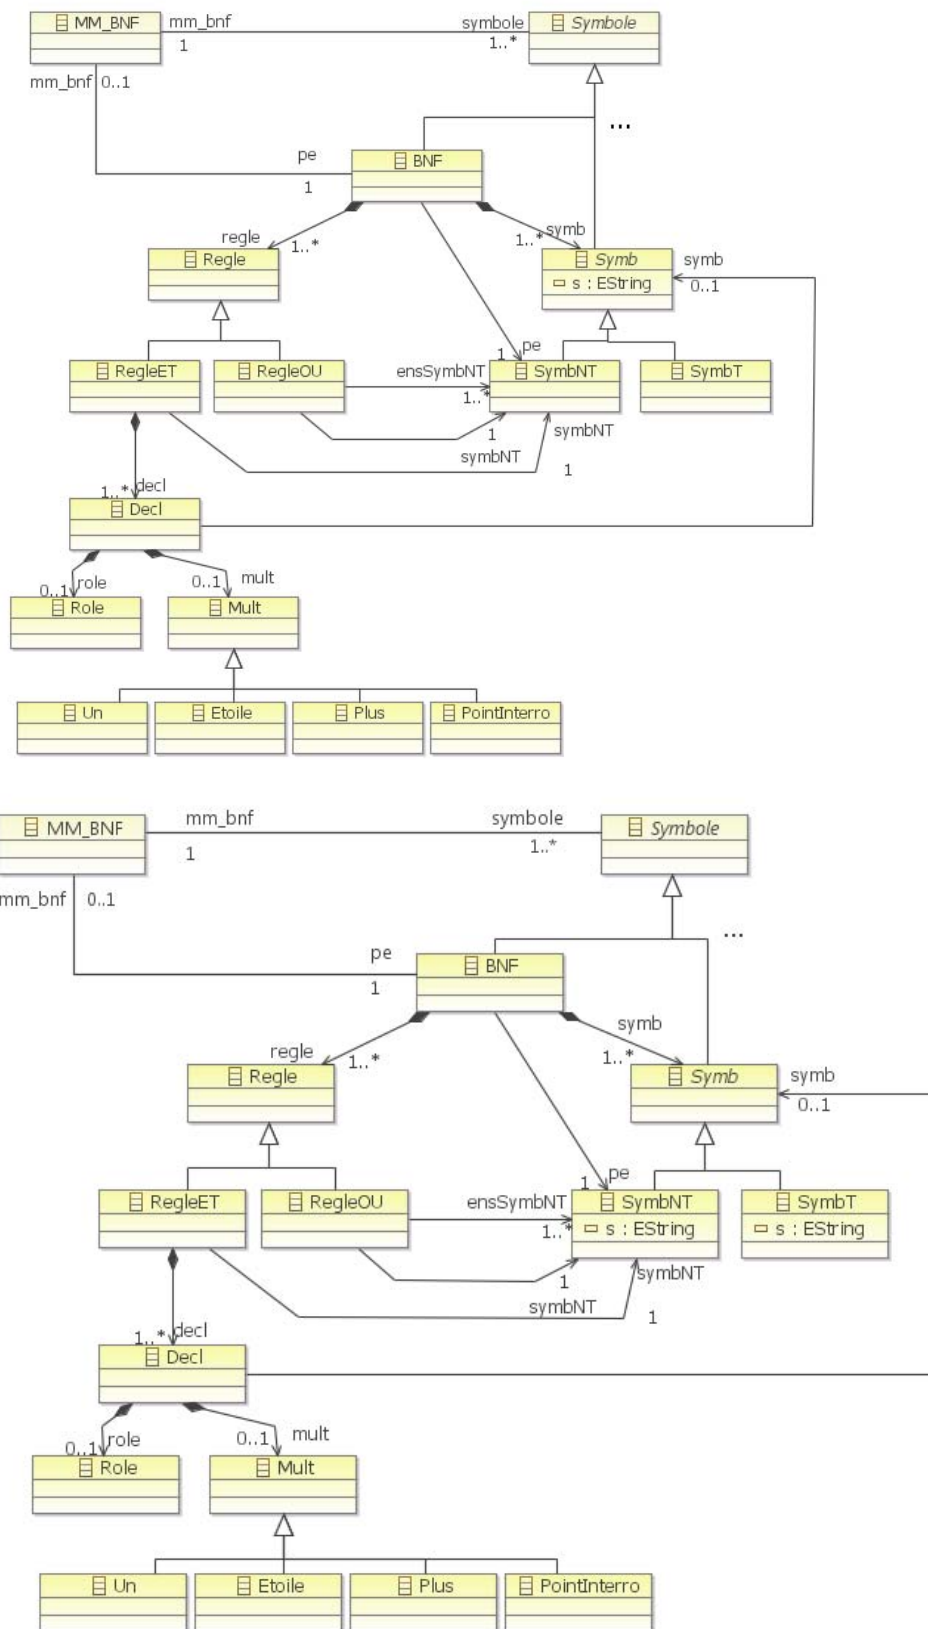 MM_BNF mm_bnf symbole Symbole
1 1..*
mm_bnf 0..1
...
pe BNF
1
regle 1..* 1..* symb
Regle Symb symb
s : EString 0..1
1 pe
RegleET RegleOU ensSymbNT SymbNT SymbT
1..*
1 symbNT
symbNT 1
1..* decl
Decl
0..1 role 0..1 mult
Role Mult
Un Etoile Plus PointInterro
MM_BNF mm_bnf symbole Symbole
1 1..*
mm_bnf 0..1
...
pe BNF
1
symb
regle 1..* 1..*
Regle Symb symb
0..1
1 pe
RegleET RegleOU ensSymbNT SymbNT SymbT
1..* s : EString s : EString
1 symbNT
symbNT 1
1..* decl
Decl
0..1 role 0..1 mult
Role Mult
Un Etoile Plus PointInterro